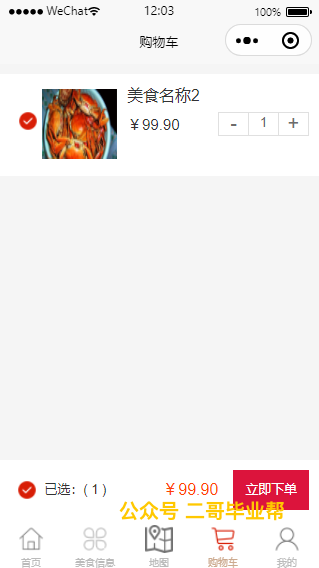 WeChat 12:03 100%
购物车
美食名称2
￥99.90 - 1 +
已选:( 1 ) ￥99.90 立即下单
公众号 二哥毕业帮
首页 美食信息 地图 购物车 我的